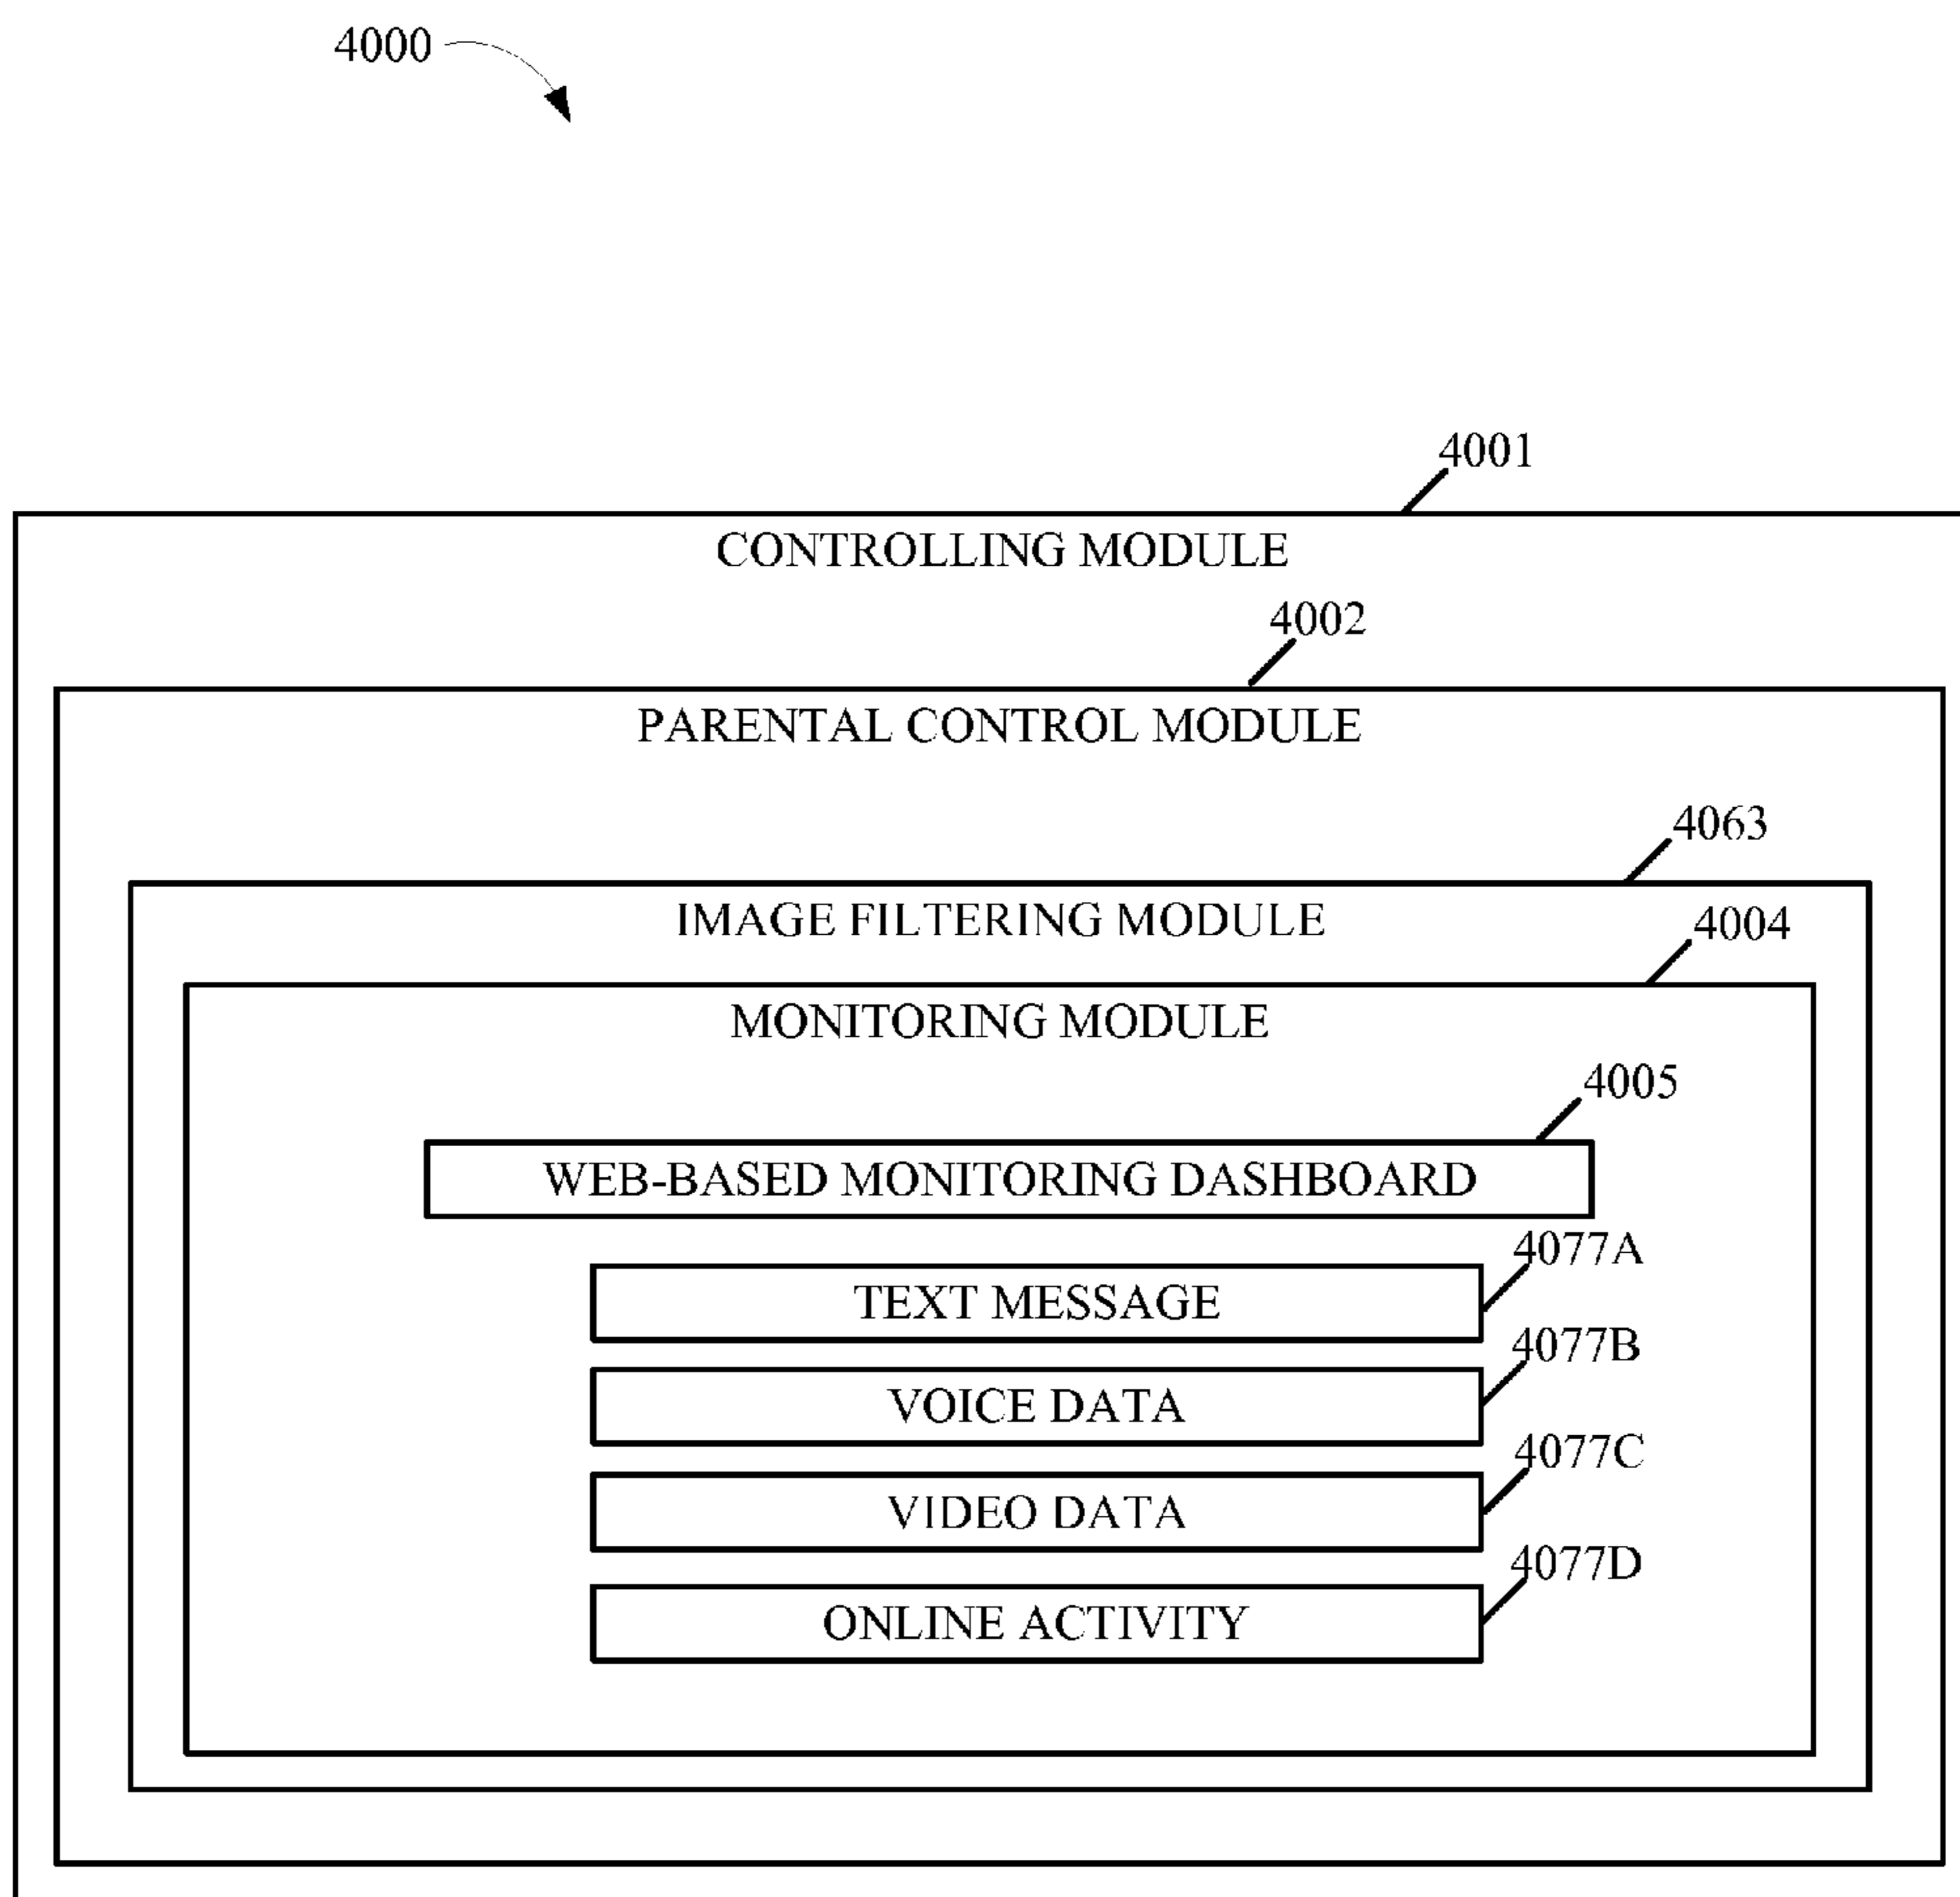 4000
4001
CONTROLLING MODULE
4002
PARENTAL CONTROL MODULE
4063
IMAGE FILTERING MODULE
4004
MONITORING MODULE
4005
WEB-BASED MONITORING DASHBOARD
4077A
TEXT MESSAGE
4077B
VOICE DATA
4077C
VIDEO DATA
4077D
ONLINE ACTIVITY